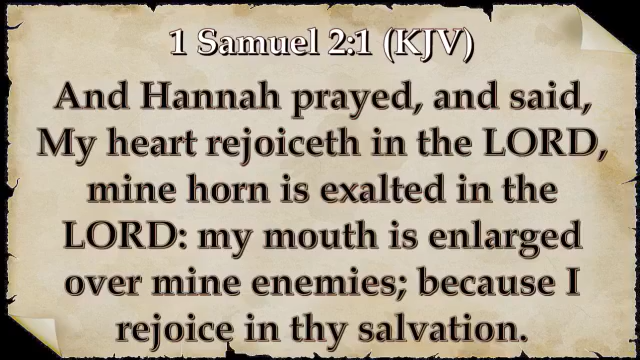 1 Samuel 2:1 (KJV)
And Hannah prayed, and said,
My heart rejoiceth in the LORD,
mine horn is exalted in the
LORD: my mouth is enlarged
over mine enemies; because I
rejoice in thy salvation.